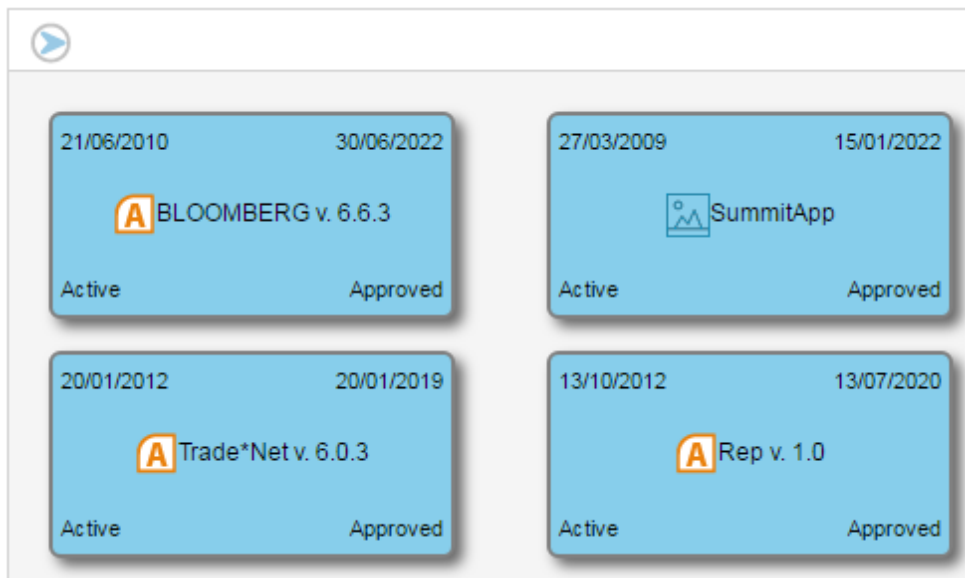 21/06/2010 30/06/2022
A BLOOMBERG v. 6.6.3
Active Approved
27/03/2009 15/01/2022
SummitApp
Active Approved
20/01/2012 20/01/2019
A Trade*Net v. 6.0.3
Active Approved
13/10/2012 13/07/2020
A Rep v. 1.0
Active Approved